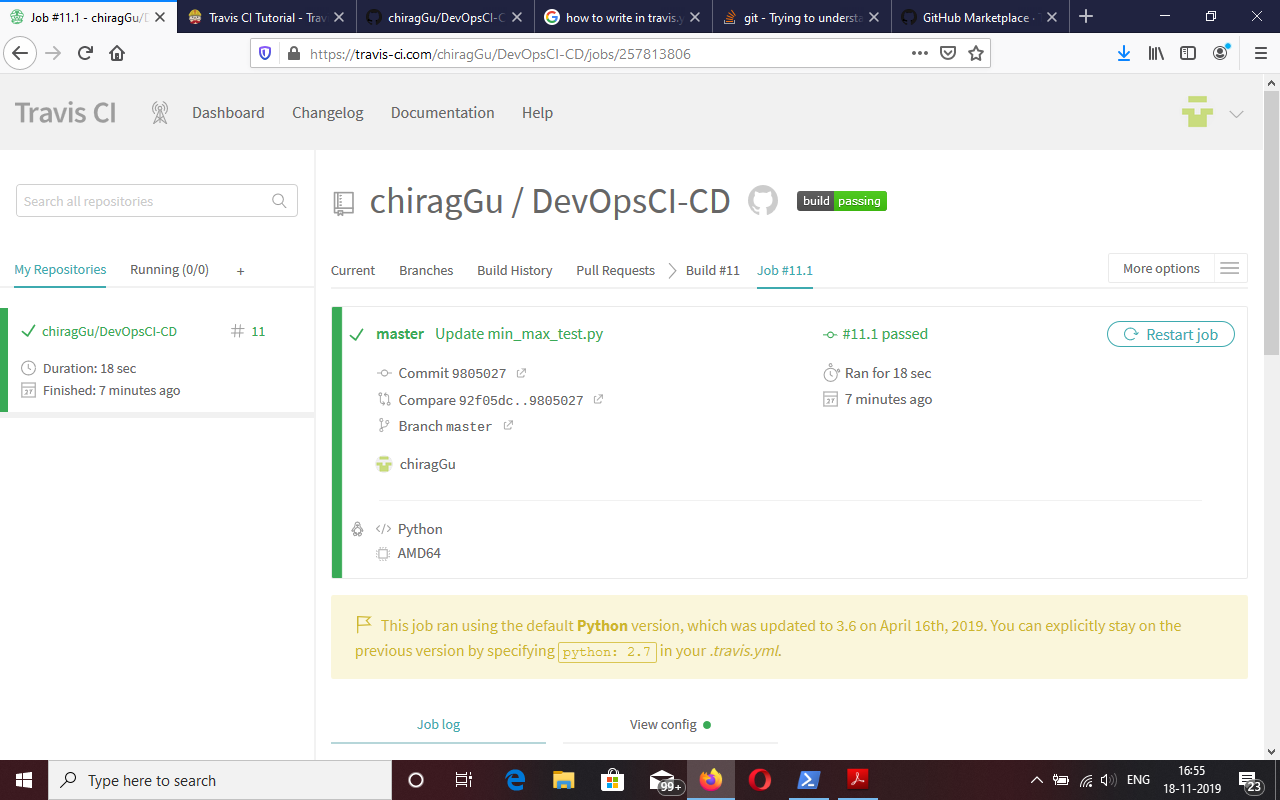 Job #11.1 - chiragGu/D
Travis CI Tutorial - Trav
chiragGu/DevOpsCI-C
how to write in travis.y
git - Trying to understa
GitHub Marketplace ·
https://travis-ci.com/chiragGu/DevOpsCI-CD/jobs/257813806
Travis CI
Dashboard
Changelog
Documentation
Help
Search all repositories
chiragGu / DevOpsCI-CD
build passing
My Repositories
Running (0/0)
+
Current
Branches
Build History
Pull Requests
Build #11
Job #11.1
More options
chiragGu/DevOpsCI-CD
# 11
Duration: 18 sec
Finished: 7 minutes ago
master Update min_max_test.py
#11.1 passed
Restart job
Commit 9805027
Ran for 18 sec
Compare 92f05dc..9805027
7 minutes ago
Branch master
chiragGu
</> Python
AMD64
This job ran using the default Python version, which was updated to 3.6 on April 16th, 2019. You can explicitly stay on the
previous version by specifying python: 2.7 in your .travis.yml.
Job log
View config
Type here to search
99+
ENG
16:55
18-11-2019
23